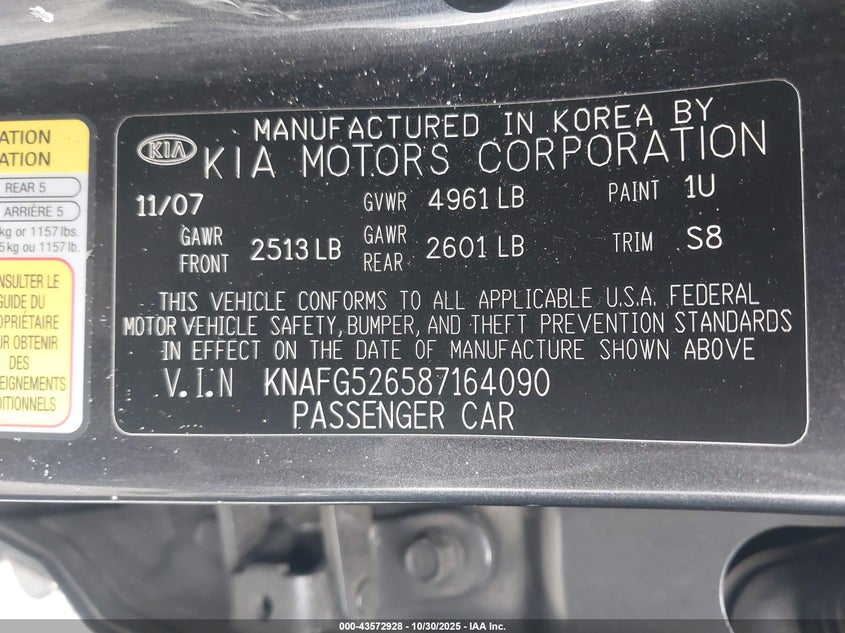 ATION
ATION
REAR 5
ARRIÈRE 5
kg or 1157 lbs.
5 kg ou 1157 lb.
NSULTER LE
GUIDE DU
OPRIÉTAIRE
UR OBTENIR
DES
EIGNEMENTS
DITIONNELS
MANUFACTURED IN KOREA BY
KIA KIA MOTORS CORPORATION
11/07 GVWR 4961 LB PAINT 1U
GAWR FRONT 2513 LB GAWR REAR 2601 LB TRIM S8
THIS VEHICLE CONFORMS TO ALL APPLICABLE U.S.A. FEDERAL
MOTOR VEHICLE SAFETY, BUMPER, AND THEFT PREVENTION STANDARDS
IN EFFECT ON THE DATE OF MANUFACTURE SHOWN ABOVE
V.I.N KNAFG526587164090
PASSENGER CAR
000-43572928 - 10/30/2025 - IAA Inc.